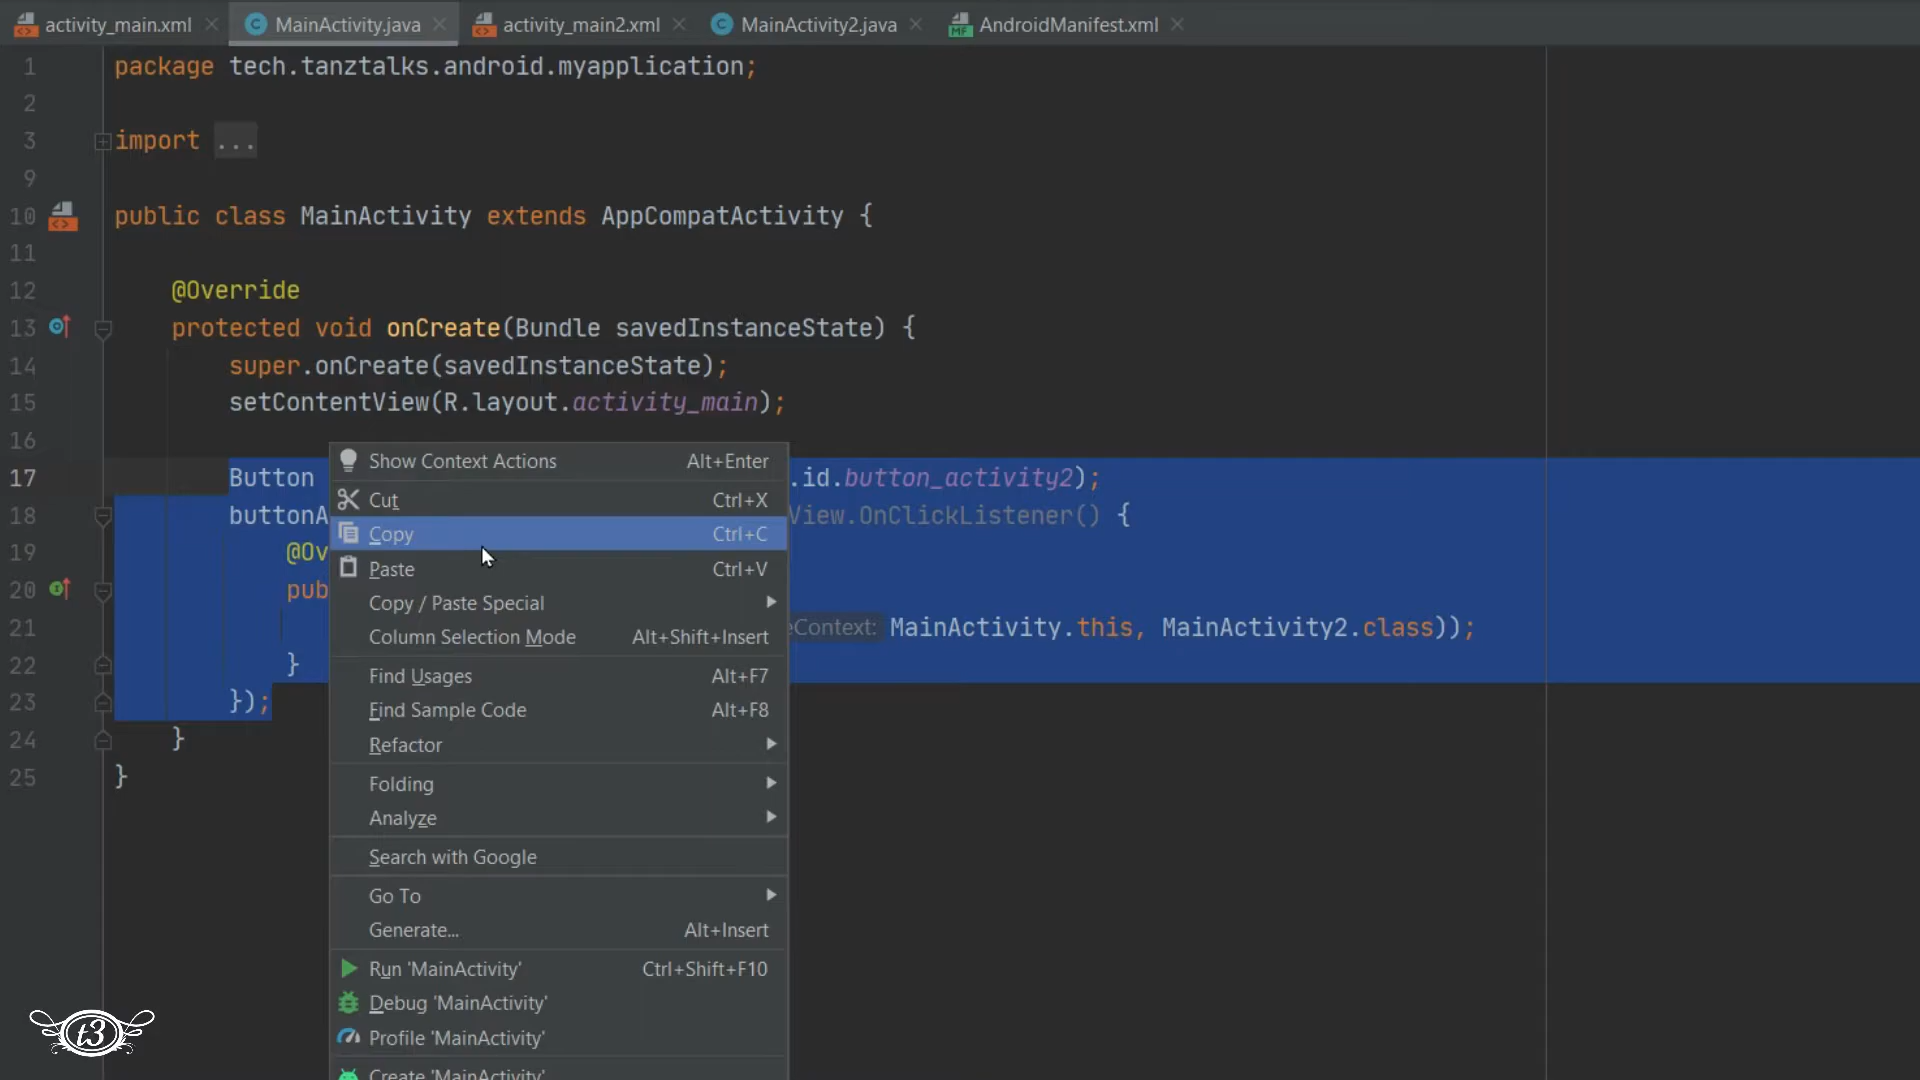 activity_main.xml MainActivity.java activity_main2.xml MainActivity2.java AndroidManifest.xml
1 package tech.tanztalks.android.myapplication;
2
3 import ...
9
10 public class MainActivity extends AppCompatActivity {
11
12 @Override
13 protected void onCreate(Bundle savedInstanceState) {
14 super.onCreate(savedInstanceState);
15 setContentView(R.layout.activity_main);
16
17 Button .id.button_activity2);
18 buttonA View.OnClickListener() {
19 @Ov
20 pub
21 eContext: MainActivity.this, MainActivity2.class));
22 }
23 });
24 }
25 }
Show Context Actions Alt+Enter
Cut Ctrl+X
Copy Ctrl+C
Paste Ctrl+V
Copy / Paste Special
Column Selection Mode Alt+Shift+Insert
Find Usages Alt+F7
Find Sample Code Alt+F8
Refactor
Folding
Analyze
Search with Google
Go To
Generate... Alt+Insert
Run 'MainActivity' Ctrl+Shift+F10
Debug 'MainActivity'
Profile 'MainActivity'
Create 'MainActivity'
t3